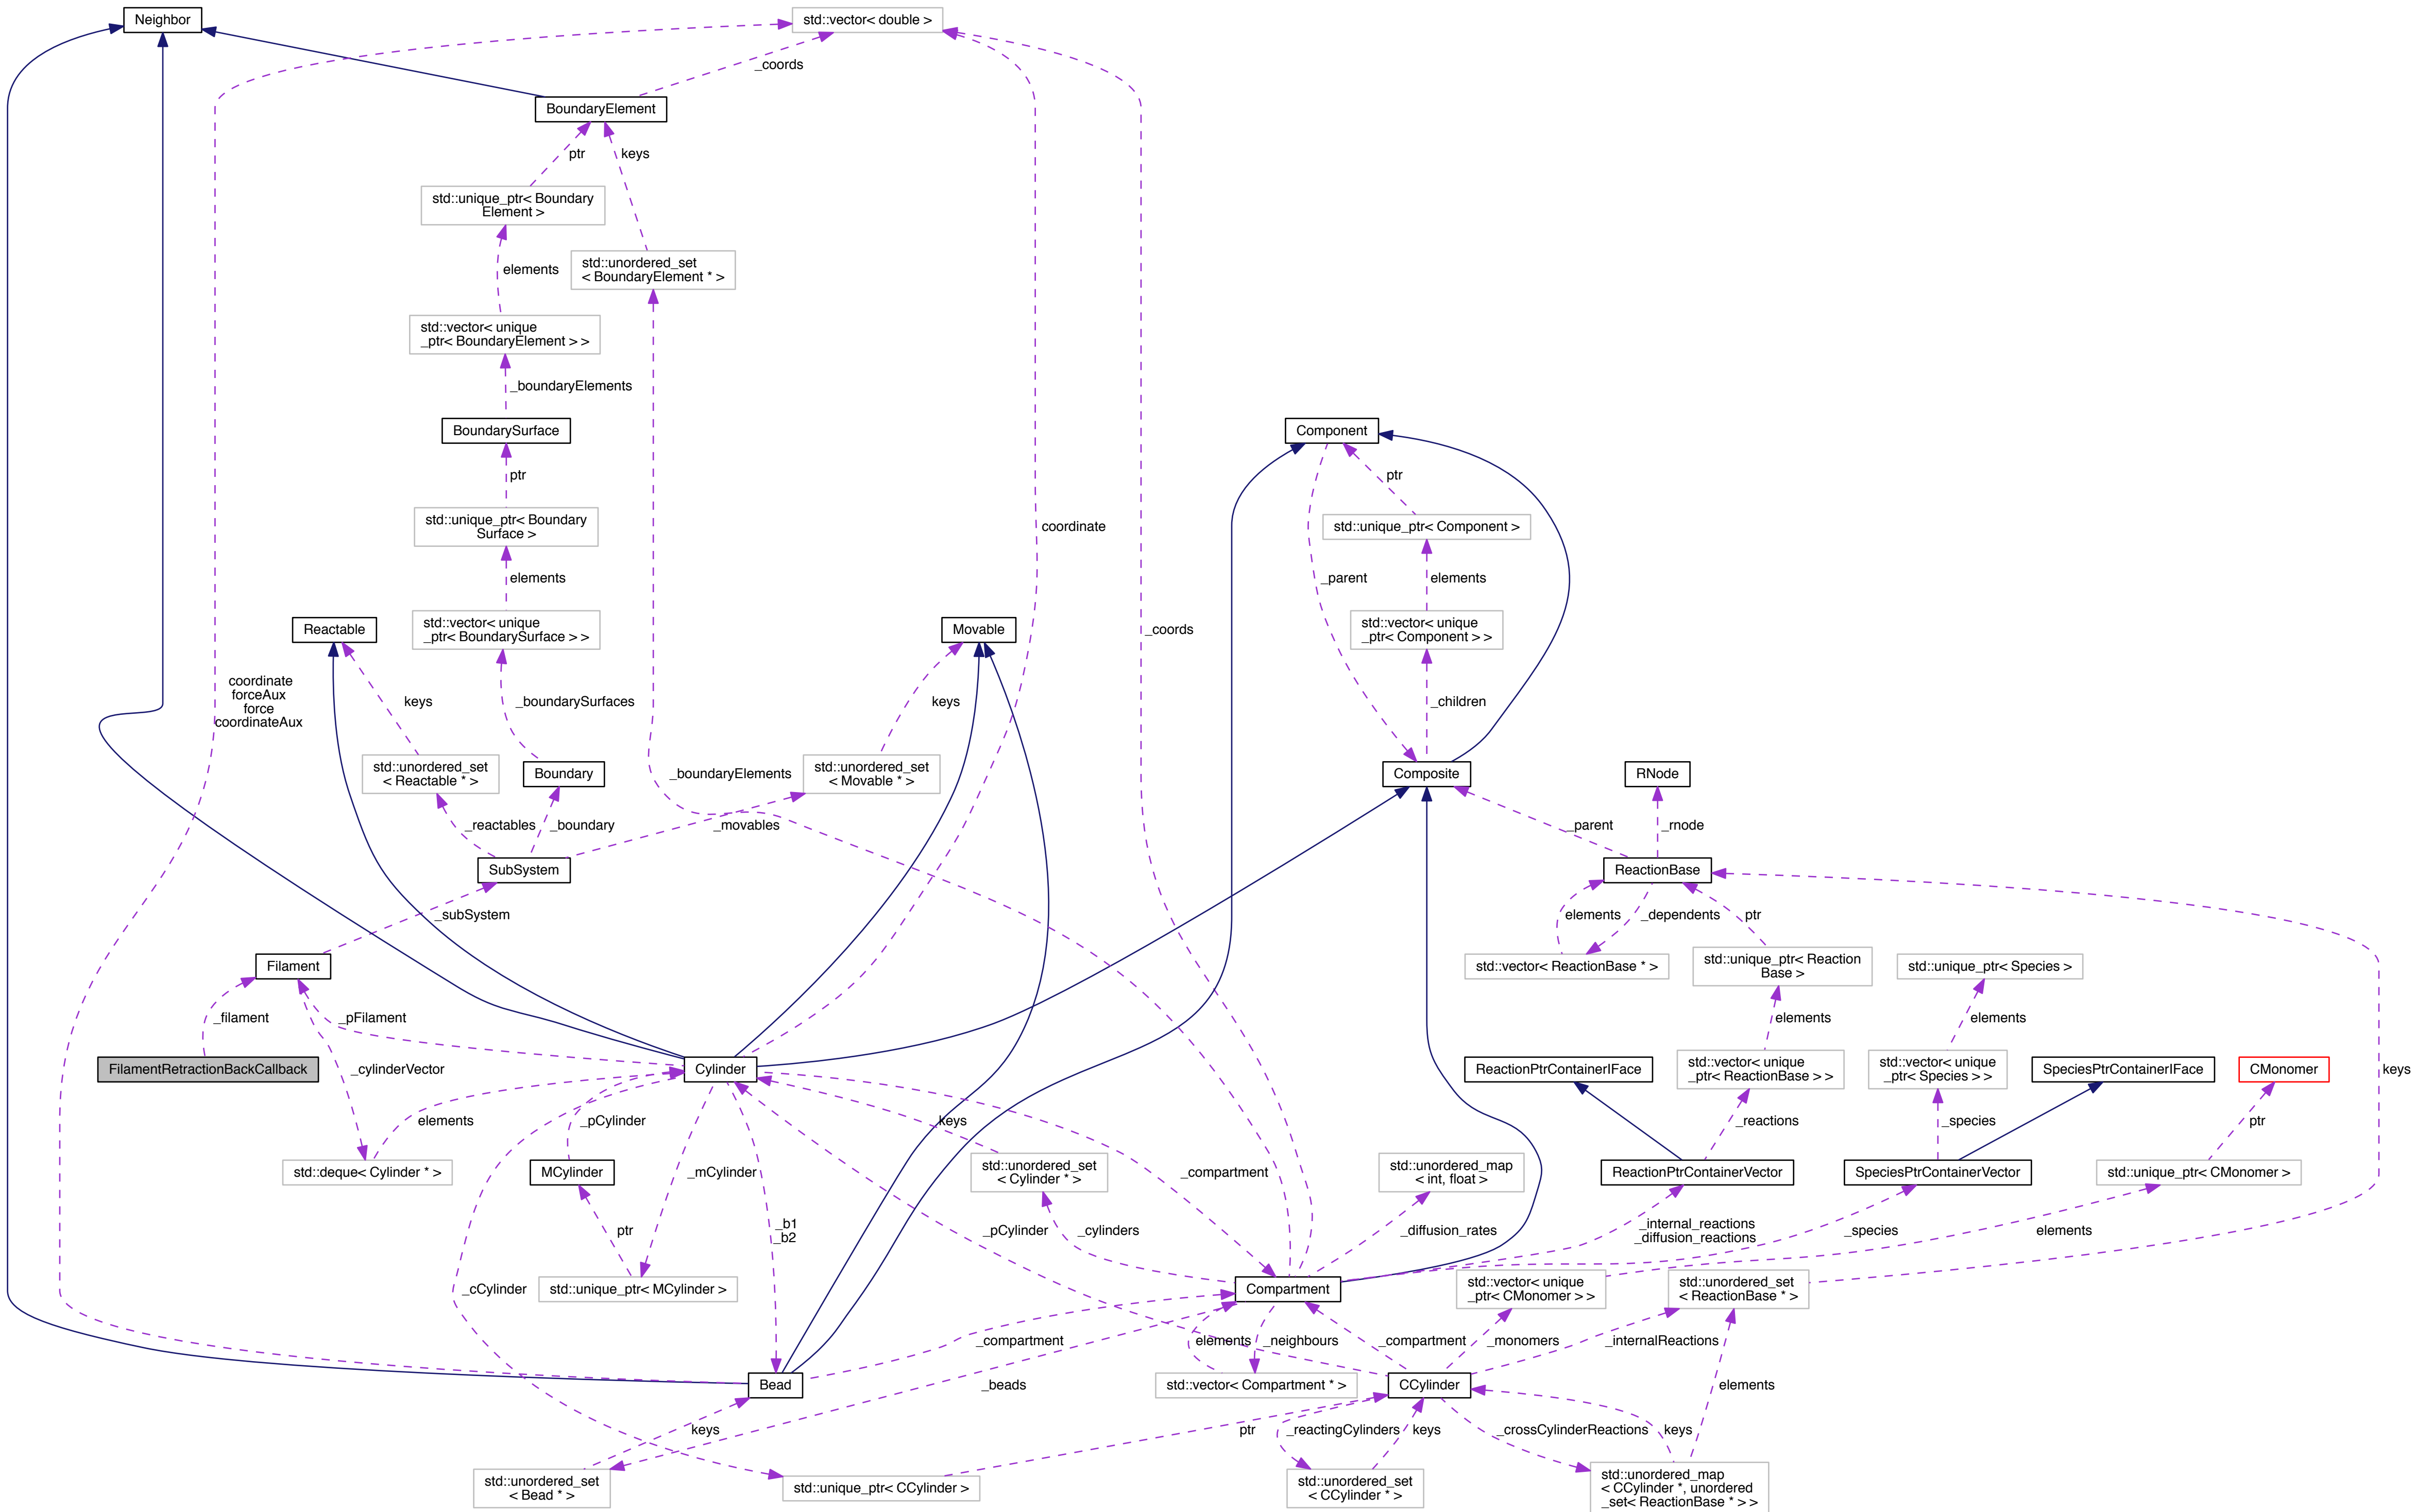 Neighbor
std::vector< double >
_coords
BoundaryElement
ptr
keys
std::unique_ptr< Boundary
Element >
std::unordered_set
< BoundaryElement * >
elements
std::vector< unique
_ptr< BoundaryElement > >
_boundaryElements
BoundarySurface
Component
ptr
ptr
std::unique_ptr< Boundary
Surface >
coordinate
std::unique_ptr< Component >
elements
_parent
elements
Reactable
std::vector< unique
_ptr< BoundarySurface > >
Movable
_coords
std::vector< unique
_ptr< Component > >
coordinate
forceAux
force
coordinateAux
keys
_boundarySurfaces
keys
_children
std::unordered_set
< Reactable * >
Boundary
_boundaryElements
std::unordered_set
< Movable * >
Composite
RNode
_reactables
_boundary
_movables
_parent
_rnode
SubSystem
ReactionBase
_subSystem
elements
_dependents
ptr
Filament
std::vector< ReactionBase * >
std::unique_ptr< Reaction
Base >
std::unique_ptr< Species >
_filament
_pFilament
elements
elements
FilamentRetractionBackCallback
_cylinderVector
Cylinder
ReactionPtrContainerIFace
std::vector< unique
_ptr< ReactionBase > >
std::vector< unique
_ptr< Species > >
SpeciesPtrContainerIFace
CMonomer
keys
elements
_pCylinder
keys
_reactions
_species
ptr
std::deque< Cylinder * >
MCylinder
_mCylinder
std::unordered_set
< Cylinder * >
_compartment
std::unordered_map
< int, float >
ReactionPtrContainerVector
SpeciesPtrContainerVector
std::unique_ptr< CMonomer >
ptr
_b1
_b2
_pCylinder
_cylinders
_diffusion_rates
_internal_reactions
_diffusion_reactions
_species
elements
_cCylinder
std::unique_ptr< MCylinder >
Compartment
std::vector< unique
_ptr< CMonomer > >
std::unordered_set
< ReactionBase * >
_compartment
elements
_neighbours
_compartment
_monomers
_internalReactions
Bead
_beads
std::vector< Compartment * >
CCylinder
elements
keys
ptr
_reactingCylinders
keys
_crossCylinderReactions
keys
std::unordered_set
< Bead * >
std::unique_ptr< CCylinder >
std::unordered_set
< CCylinder * >
std::unordered_map
< CCylinder *, unordered
_set< ReactionBase * > >